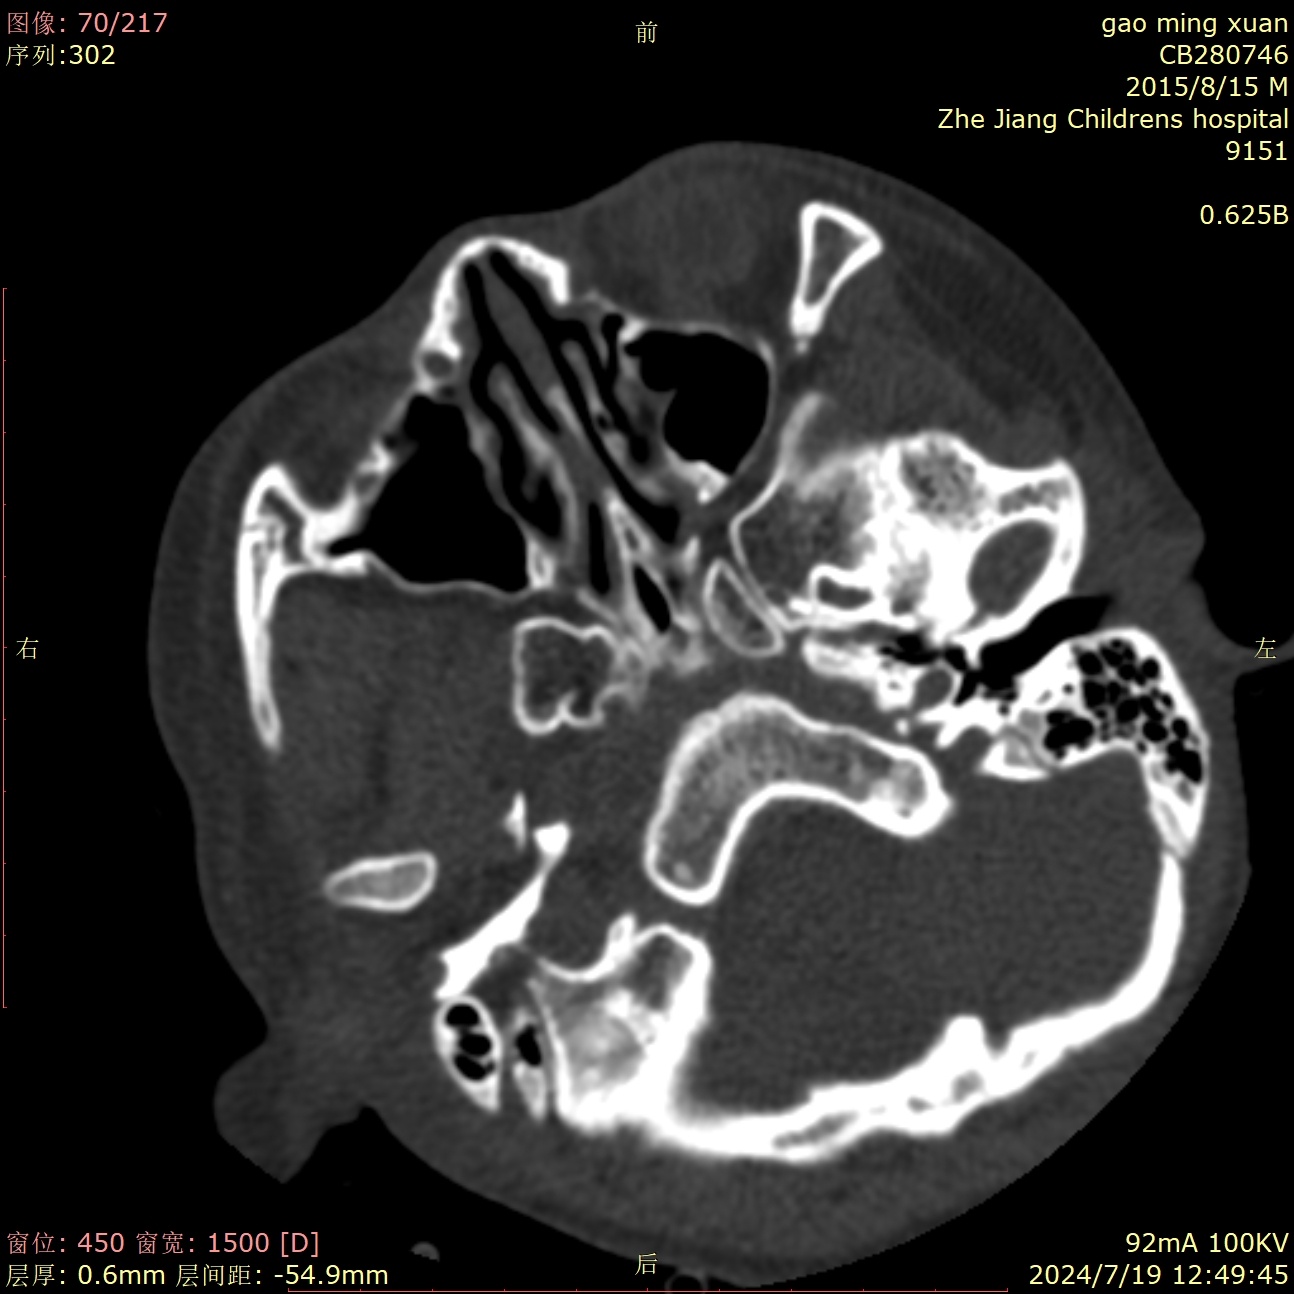 图像: 70/217
序列:302
前
gao ming xuan
CB280746
2015/8/15 M
Zhe Jiang Childrens hospital
9151
0.625B
右
左
窗位: 450 窗宽: 1500 [D]
层厚: 0.6mm 层间距: -54.9mm
后
92mA 100KV
2024/7/19 12:49:45